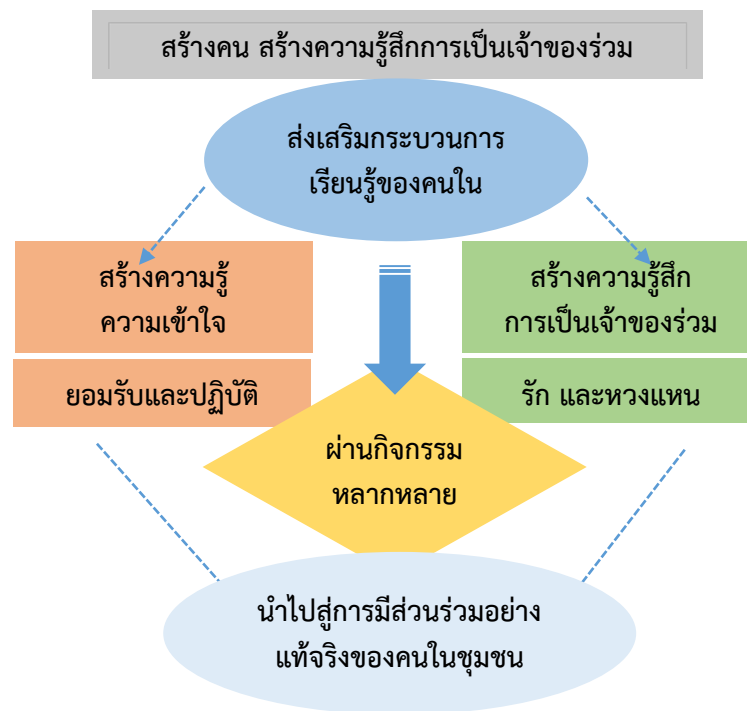 สร้างคน สร้างความรู้สึกการเป็นเจ้าของร่วม
ส่งเสริมกระบวนการ
เรียนรู้ของคนใน
สร้างความรู้
ความเข้าใจ
สร้างความรู้สึก
การเป็นเจ้าของร่วม
ยอมรับและปฏิบัติ
รัก และหวงแหน
ผ่านกิจกรรม
หลากหลาย
นำไปสู่การมีส่วนร่วมอย่าง
แท้จริงของคนในชุมชน